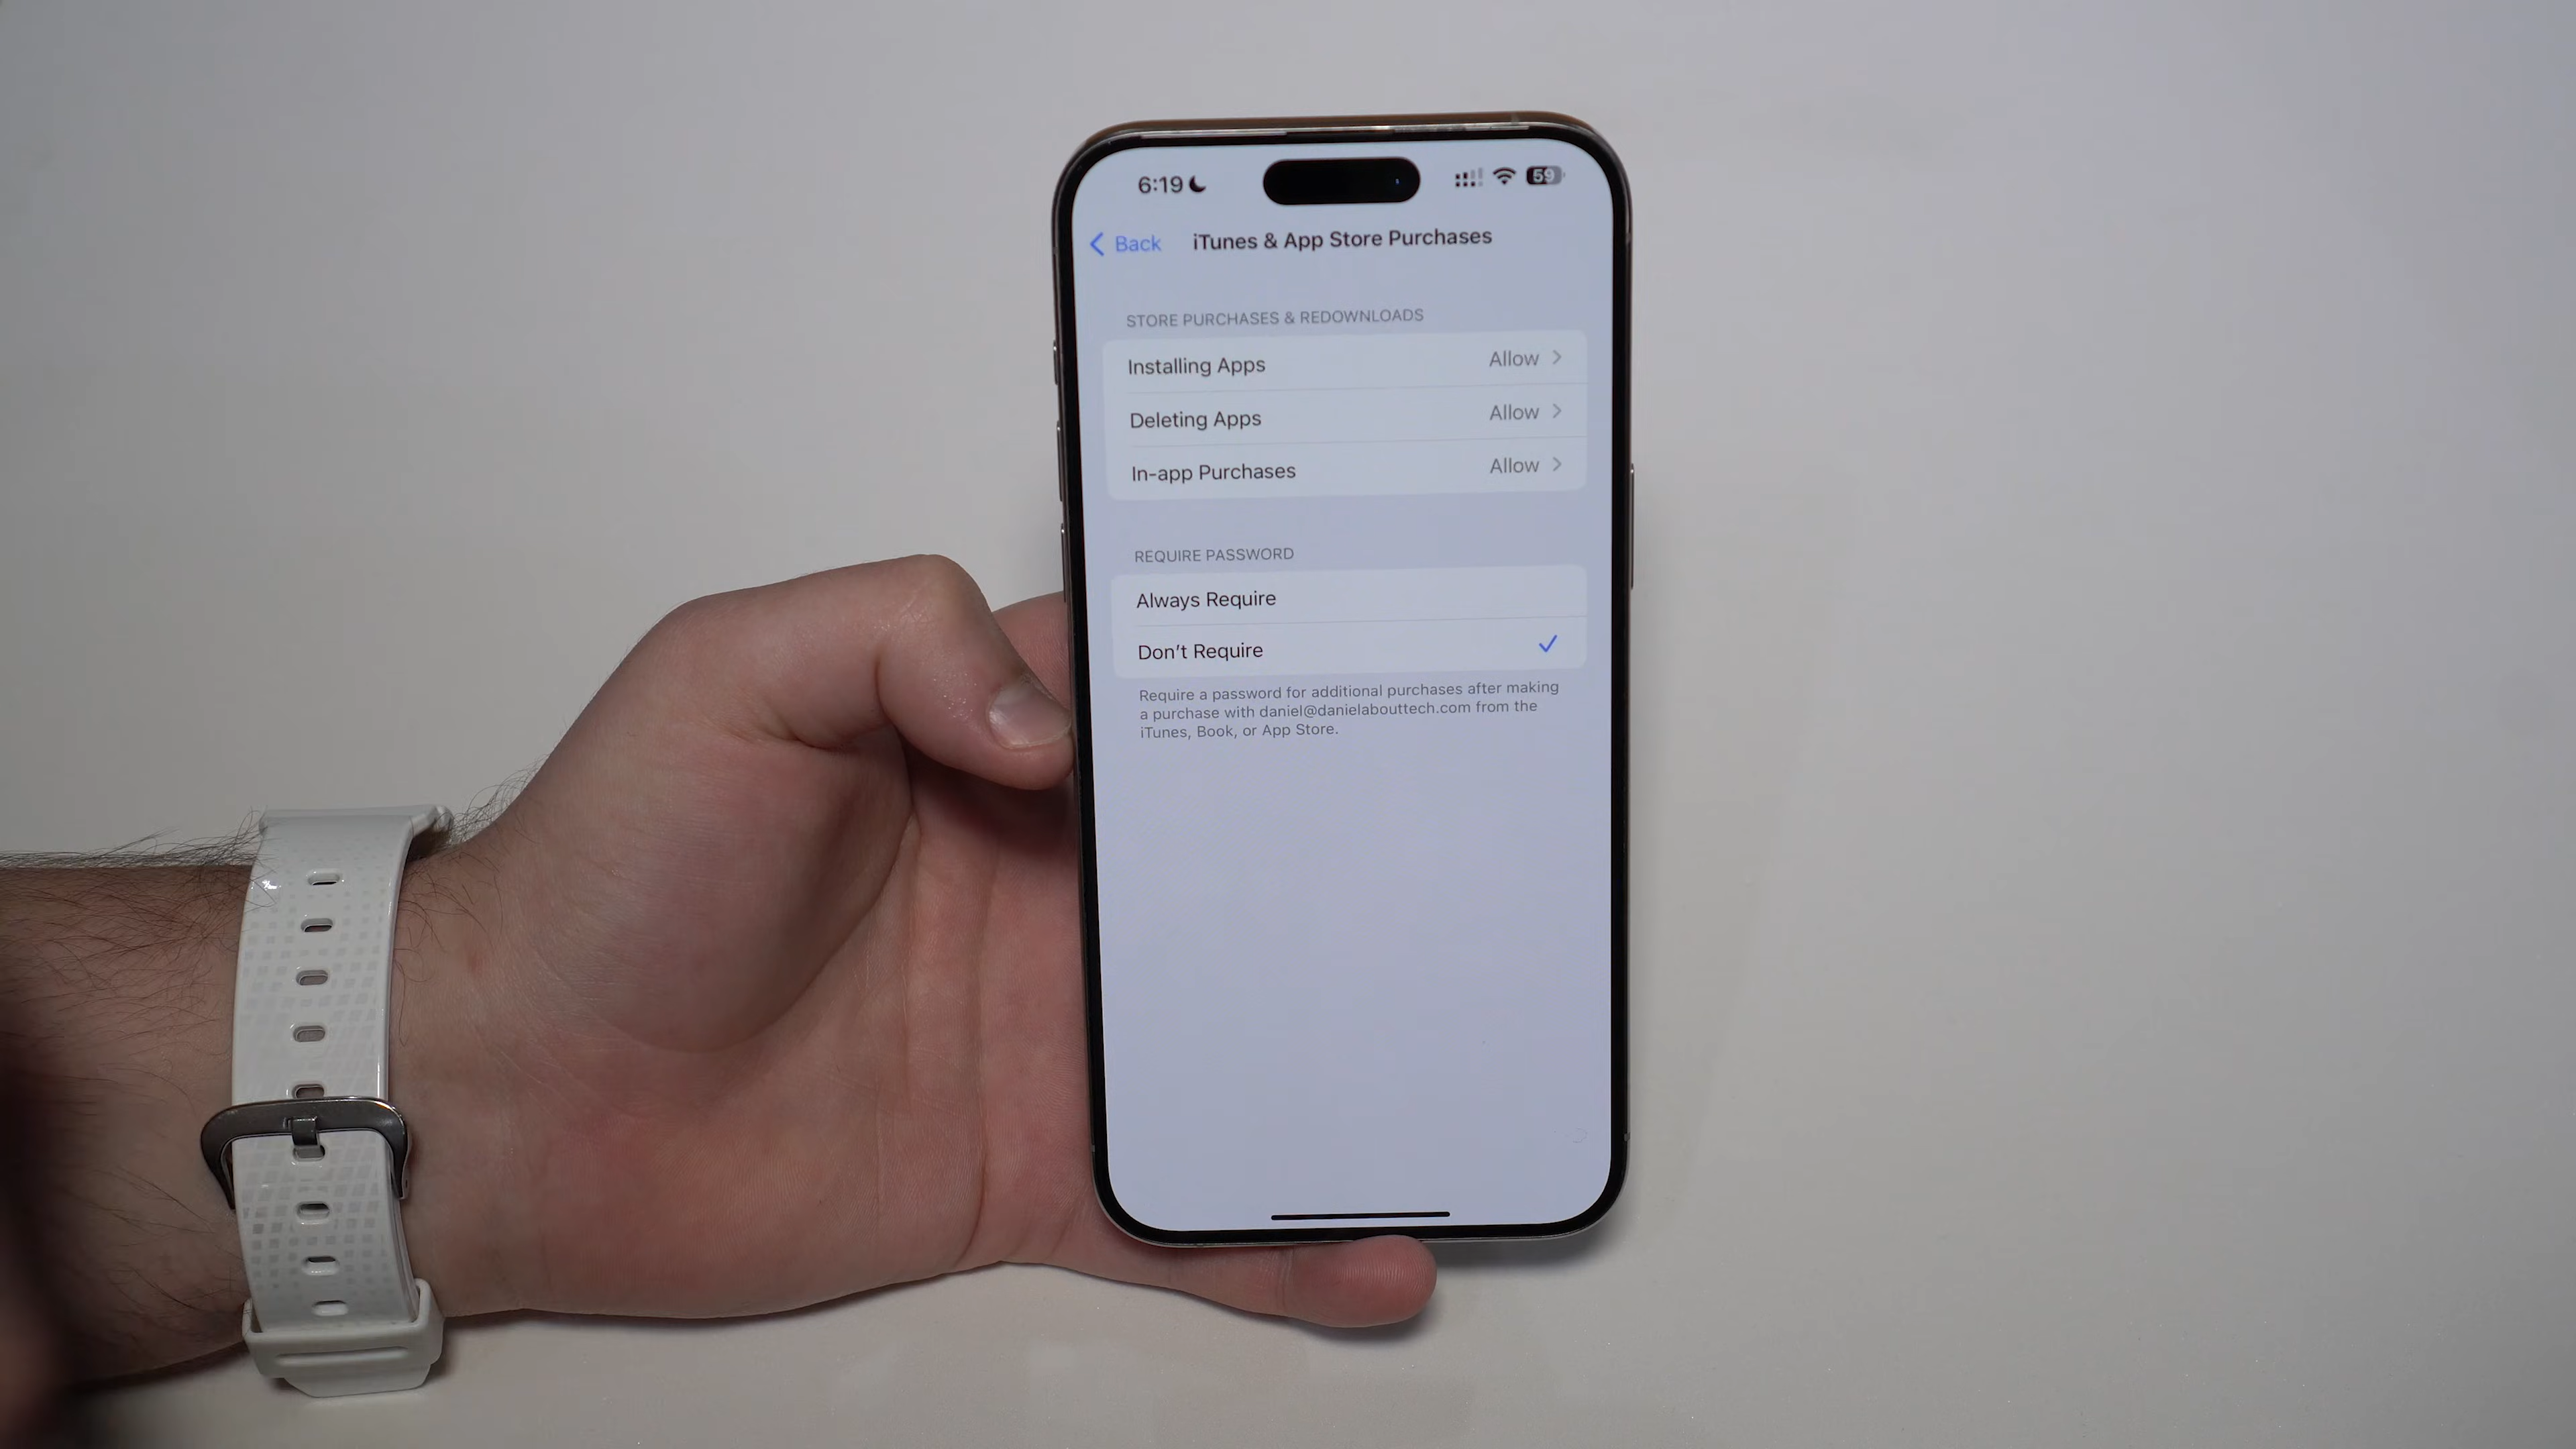 6:19
59
Back
iTunes & App Store Purchases
STORE PURCHASES & REDOWNLOADS
Installing Apps Allow
Deleting Apps Allow
In-app Purchases Allow
REQUIRE PASSWORD
Always Require
Don't Require
Require a password for additional purchases after making
a purchase with daniel@danielabouttech.com from the
iTunes, Book, or App Store.